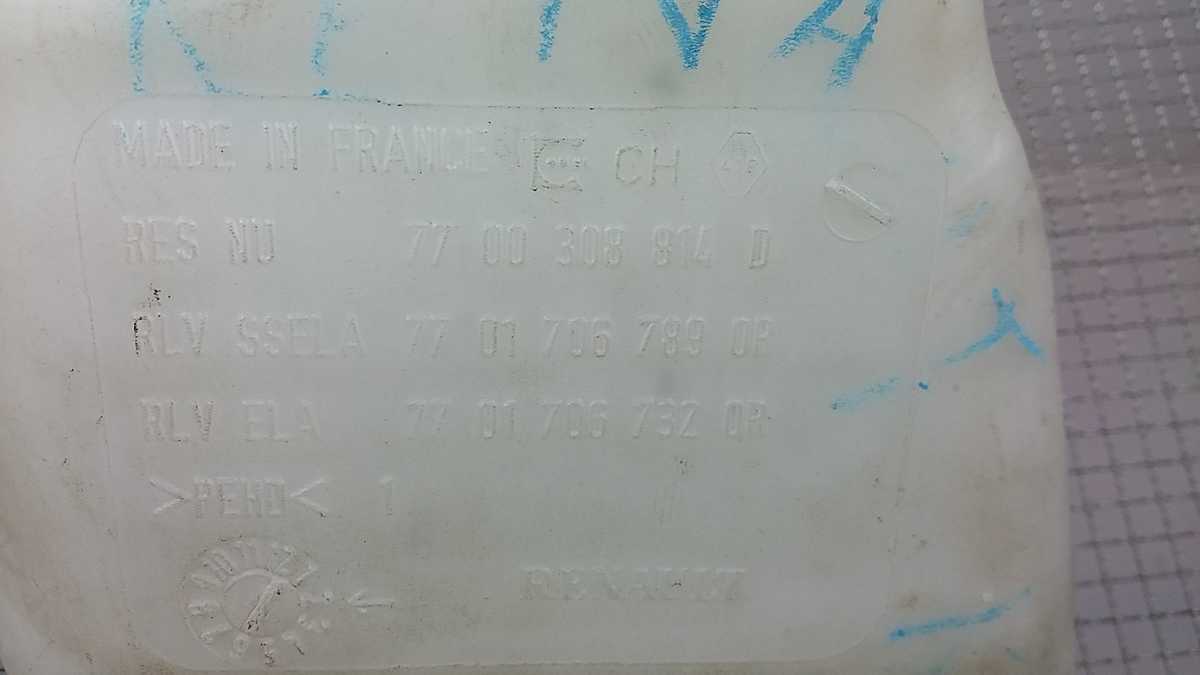 MADE IN FRANCE CH
RES NU 77 00 308 814 D
RLV SSELA 77 01 706 789 OR
RLV ELA 77 01 706 732 OR
>PEHD< 1
RENAULT